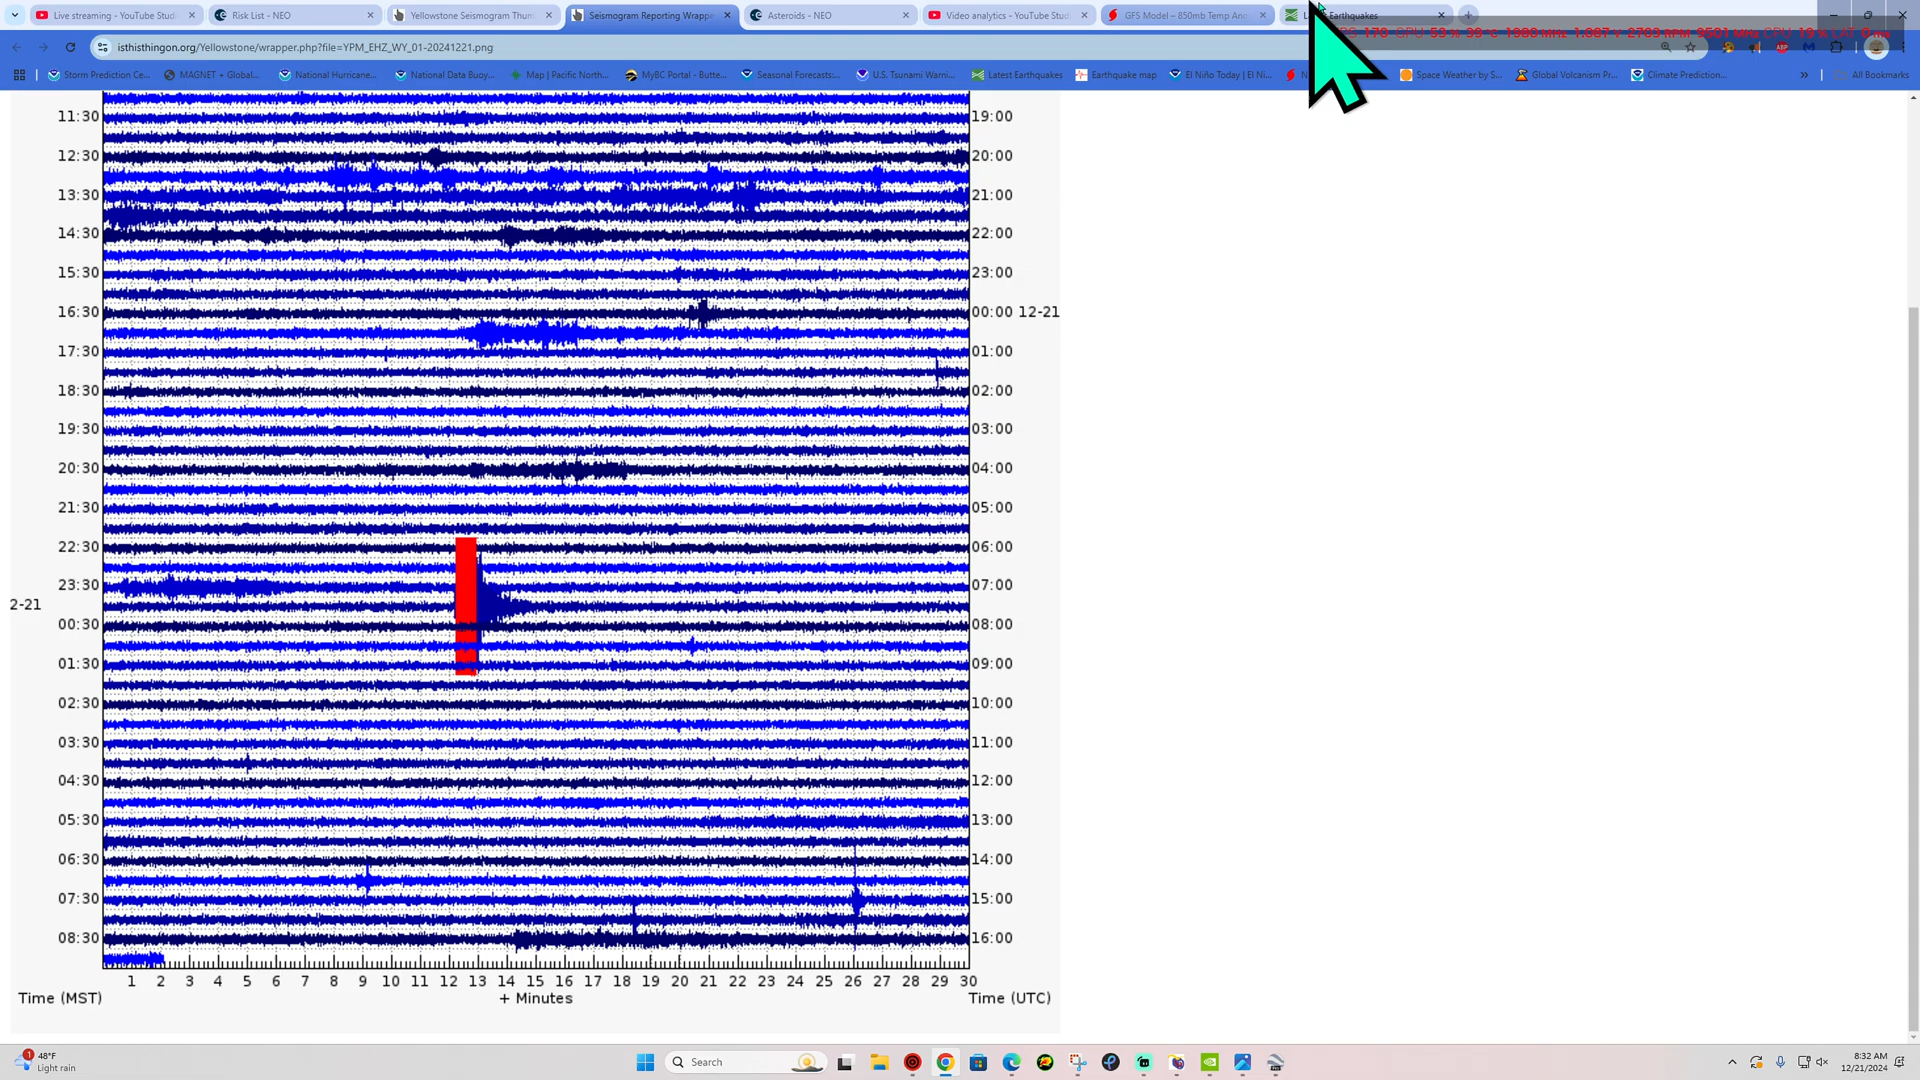 Live streaming - YouTube Stud
Risk List - NEO
Yellowstone Seismogram Thum
Seismogram Reporting Wrappe
Asteroids - NEO
Video analytics - YouTube Stud
GFS Model – 850mb Temp Ano
Earthquakes
isthisthingon.org/Yellowstone/wrapper.php?file=YPM_EHZ_WY_01-20241221.png
Storm Prediction Ce...
MAGNET + Global...
National Hurricane...
National Data Buoy...
Map | Pacific North...
MyBC Portal - Butte...
Seasonal Forecasts:...
U.S. Tsunami Warni...
Latest Earthquakes
Earthquake map
El Niño Today | El Ni...
Space Weather by S...
Global Volcanism Pr...
Climate Prediction...
»
All Bookmarks
11:30 19:00
12:30 20:00
13:30 21:00
14:30 22:00
15:30 23:00
16:30 00:00 12-21
17:30 01:00
18:30 02:00
19:30 03:00
20:30 04:00
21:30 05:00
22:30 06:00
23:30 07:00
2-21
00:30 08:00
01:30 09:00
02:30 10:00
03:30 11:00
04:30 12:00
05:30 13:00
06:30 14:00
07:30 15:00
08:30 16:00
1 2 3 4 5 6 7 8 9 10 11 12 13 14 15 16 17 18 19 20 21 22 23 24 25 26 27 28 29 30
Time (MST) + Minutes Time (UTC)
1
48°F
Light rain
Search
8:32 AM
12/21/2024